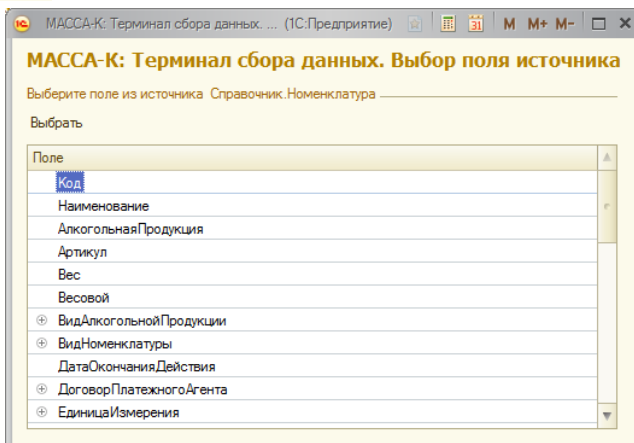 МАССА-К: Терминал сбора данных. ... (1С:Предприятие) 31 M M+ M-
МАССА-К: Терминал сбора данных. Выбор поля источника
Выберите поле из источника Справочник.Номенклатура
Выбрать
Поле
Код
Наименование
АлкогольнаяПродукция
Артикул
Вес
Весовой
ВидАлкогольнойПродукции
ВидНоменклатуры
ДатаОкончанияДействия
ДоговорПлатежногоАгента
ЕдиницаИзмерения